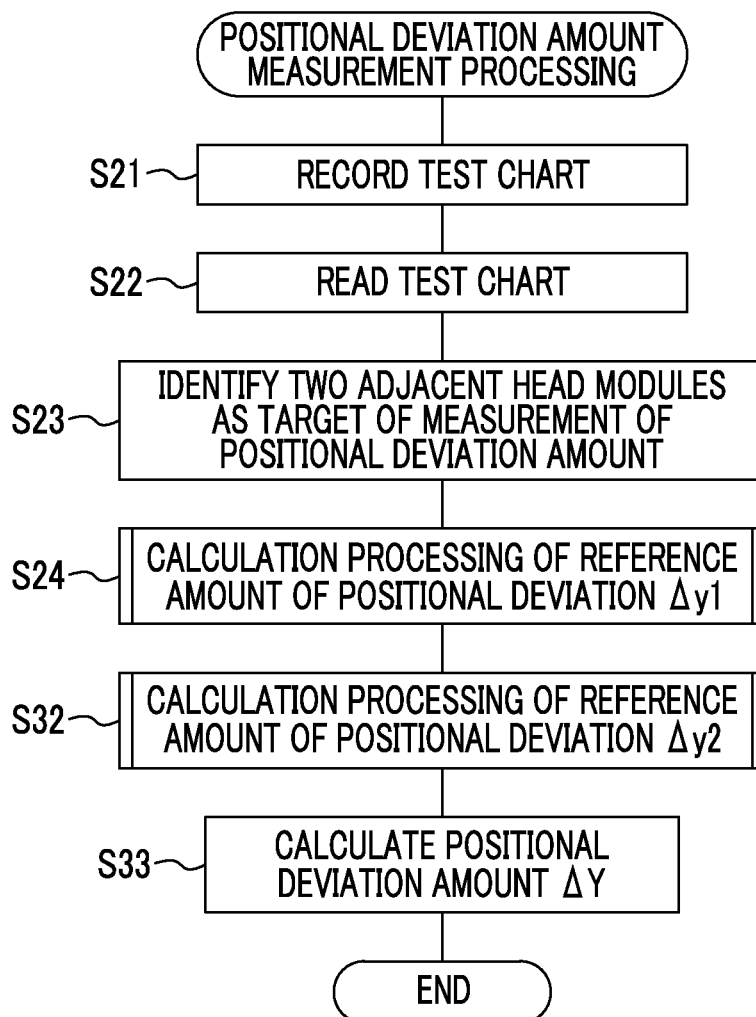 POSITIONAL DEVIATION AMOUNT
MEASUREMENT PROCESSING
S21
RECORD TEST CHART
S22
READ TEST CHART
S23
IDENTIFY TWO ADJACENT HEAD MODULES
AS TARGET OF MEASUREMENT OF
POSITIONAL DEVIATION AMOUNT
S24
CALCULATION PROCESSING OF REFERENCE
AMOUNT OF POSITIONAL DEVIATION Δy1
S32
CALCULATION PROCESSING OF REFERENCE
AMOUNT OF POSITIONAL DEVIATION Δy2
S33
CALCULATE POSITIONAL
DEVIATION AMOUNT ΔY
END